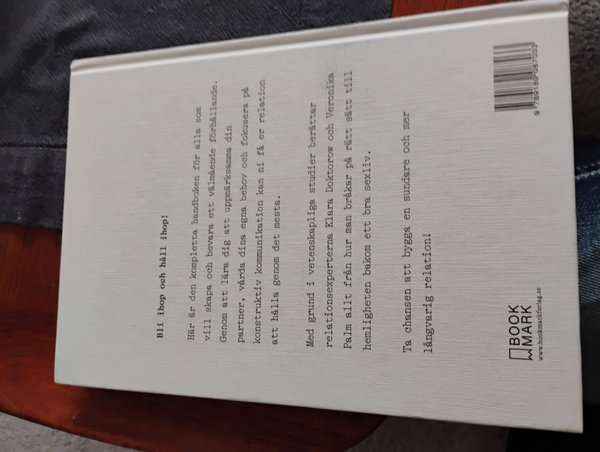 Bli ihop och håll ihop!
Här är den kompletta handboken för alla som
vill skapa och bevara ett välmående förhållande.
Genom att lära dig att uppmärksamma din
partner, vårda dina egna behov och fokusera på
konstruktiv kommunikation kan ni få er relation
att hålla genom det mesta.
Med grund i vetenskapliga studier berättar
relationsexperterna Klara Doktorow och Veronika
Palm allt från hur man bråkar på rätt sätt till
hemligheten bakom ett bra sexliv.
Ta chansen att bygga en sundare och mer
långvarig relation!
BOOK
MARK
www.bookmarkforlag.se
9 789189 087033